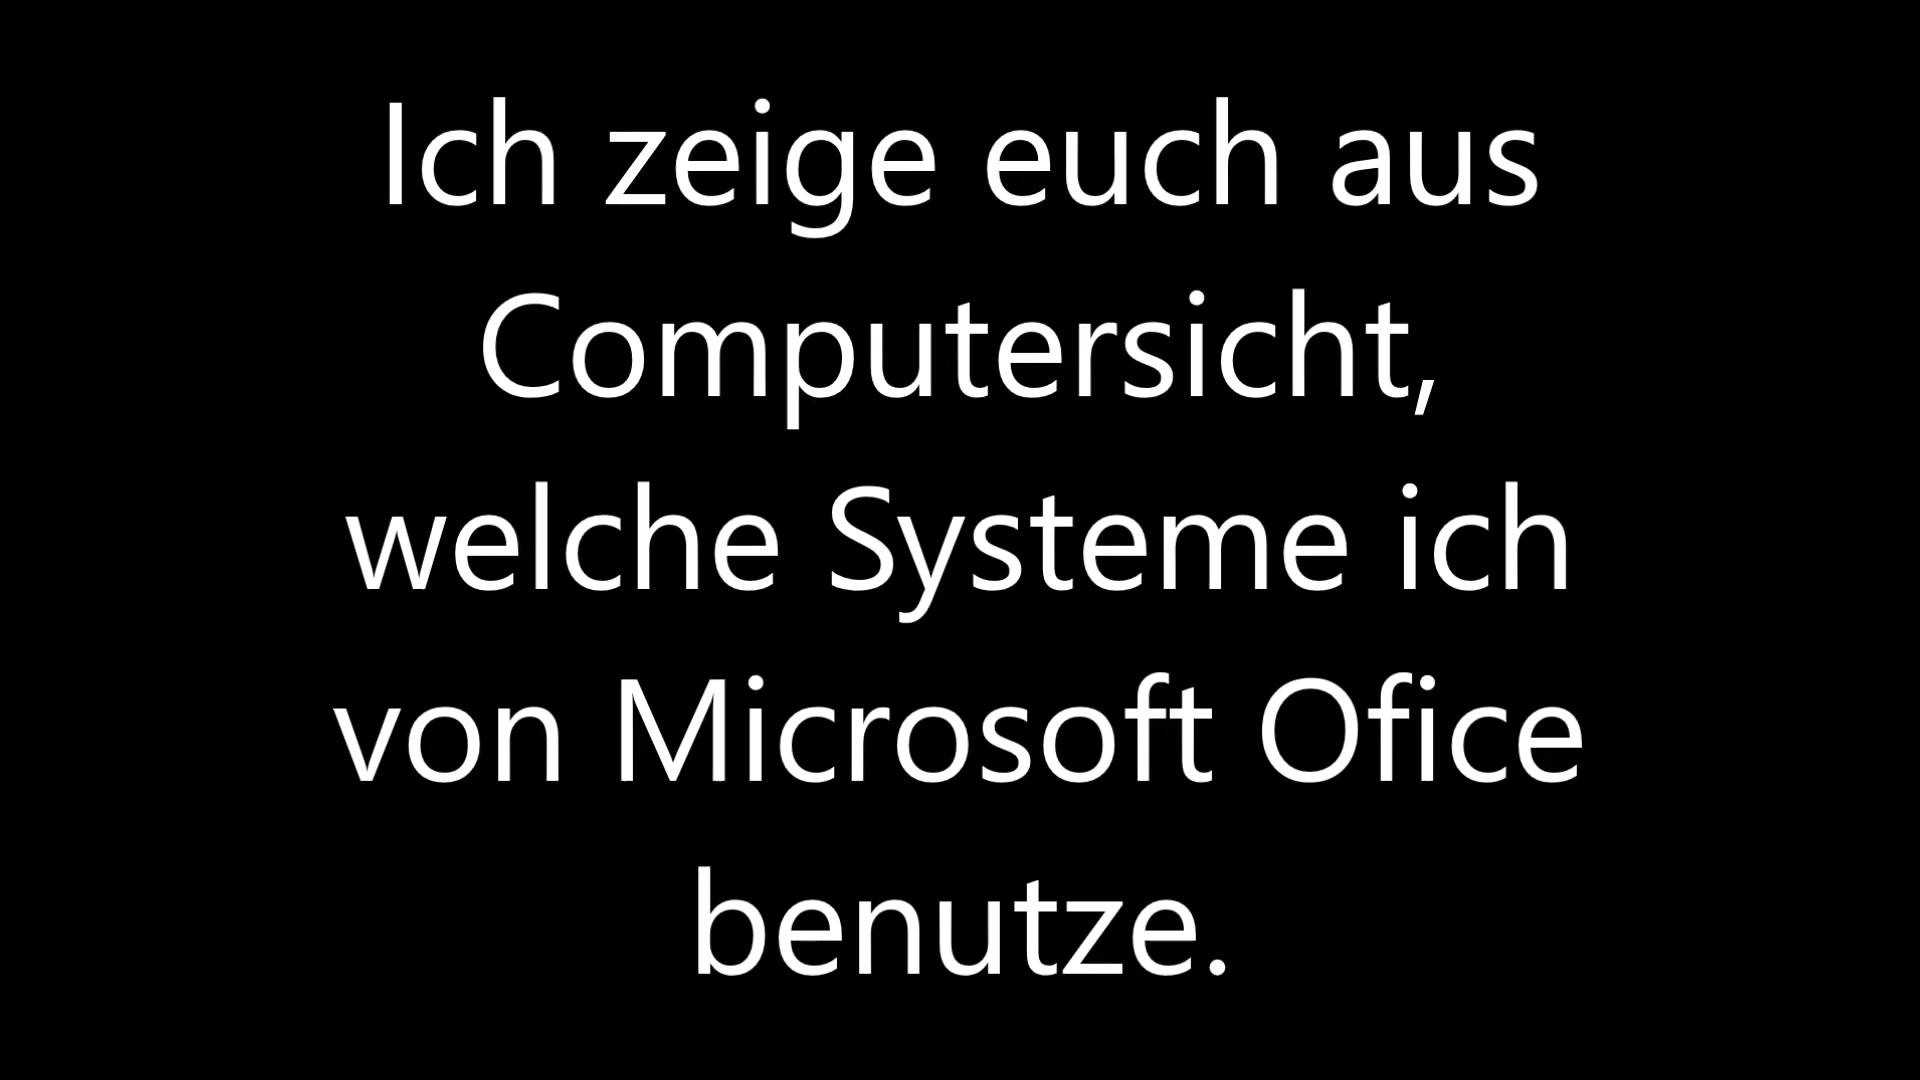 Ich zeige euch aus
Computersicht,
welche Systeme ich
von Microsoft Ofice
benutze.